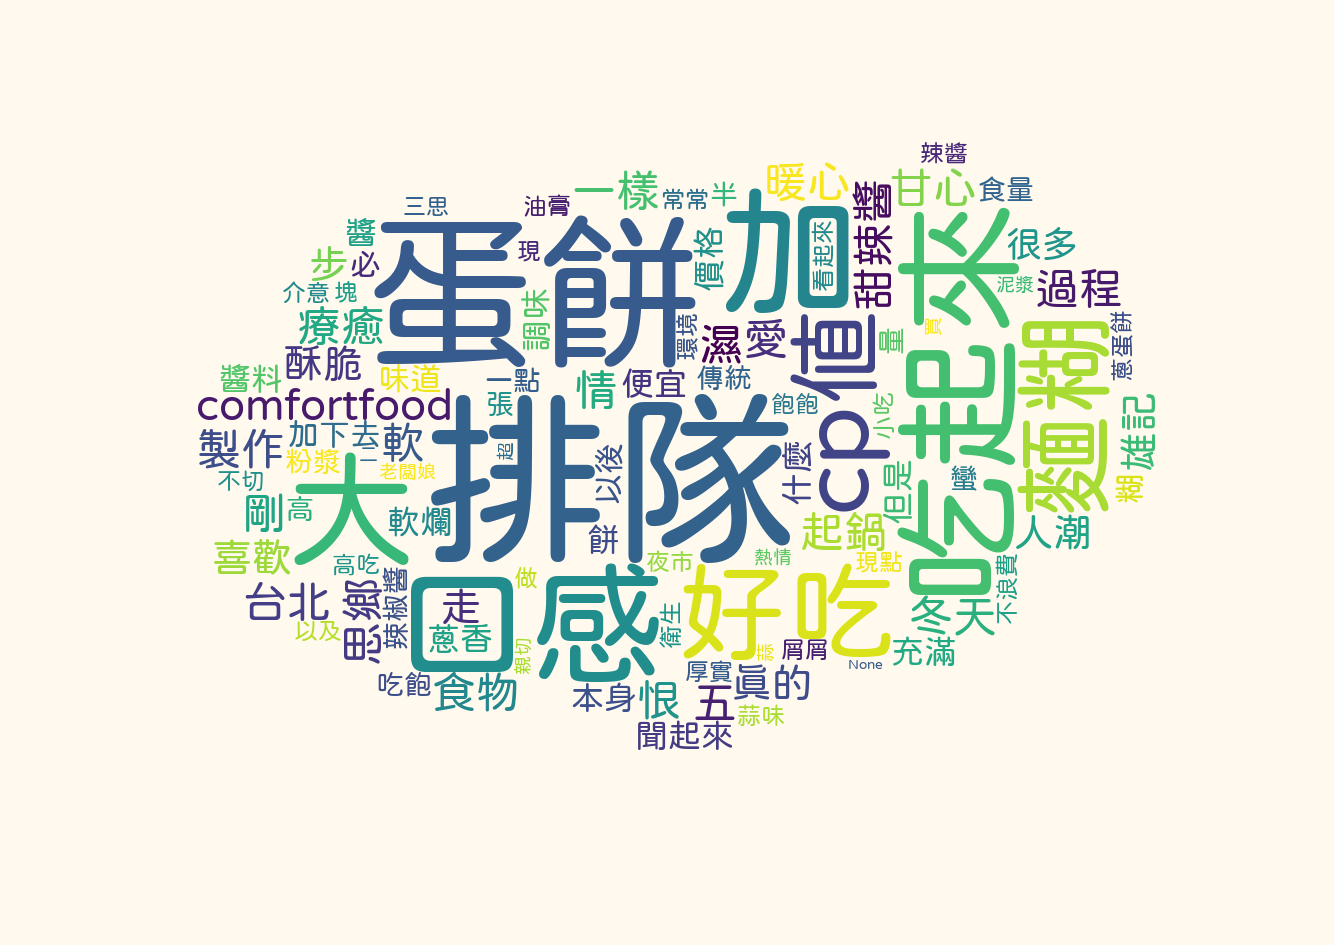 辣醬
暖心
一樣
常常
半
甘心
食量
三思
油膏
醬
蛋餅
加
看起來
甜辣醬
吃起來
很多
現
價格
步
必
介意
塊
療癒
調味
環境
濕
愛
cp值
量
買
泥漿
過程
麵糊
蔥蛋餅
酥脆
醬料
味道
一點
張
情
便宜
傳統
飽飽
小吃
comfortfood
製作
加下去
二
軟
粉漿
老闆娘
不切
排隊
超
以後
什麼
但是
蠻
雄記
糊
大
剛
高
軟爛
餅
起鍋
人潮
喜歡
高吃
夜市
熱情
現點
不浪費
台北
思鄉
辣椒醬
口感
走
蔥香
做
好吃
冬天
以及
親切
衛生
蒜
屑屑
None
充滿
吃飽
食物
本身
恨
厚實
五
真的
蒜味
聞起來